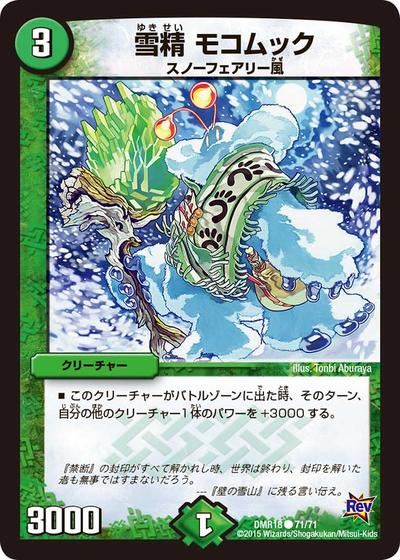 3
ゆきせい
雪精 モコムック
かぜ
スノーフェアリー風
Illus. Tonbi Aburaya
クリーチャー
■ このクリーチャーがバトルゾーンに出た時、そのターン、
自分の他のクリーチャー1体のパワーを +3000 する。
『禁断』の封印がすべて解かれし時、世界は終わり、封印を解いた
者も無事ではすまないだろう。
---『壁の雪山』に残る言い伝え。
Rev
3000
1
DMR18 ● 71/71
©2015 Wizards/Shogakukan/Mitsui-Kids